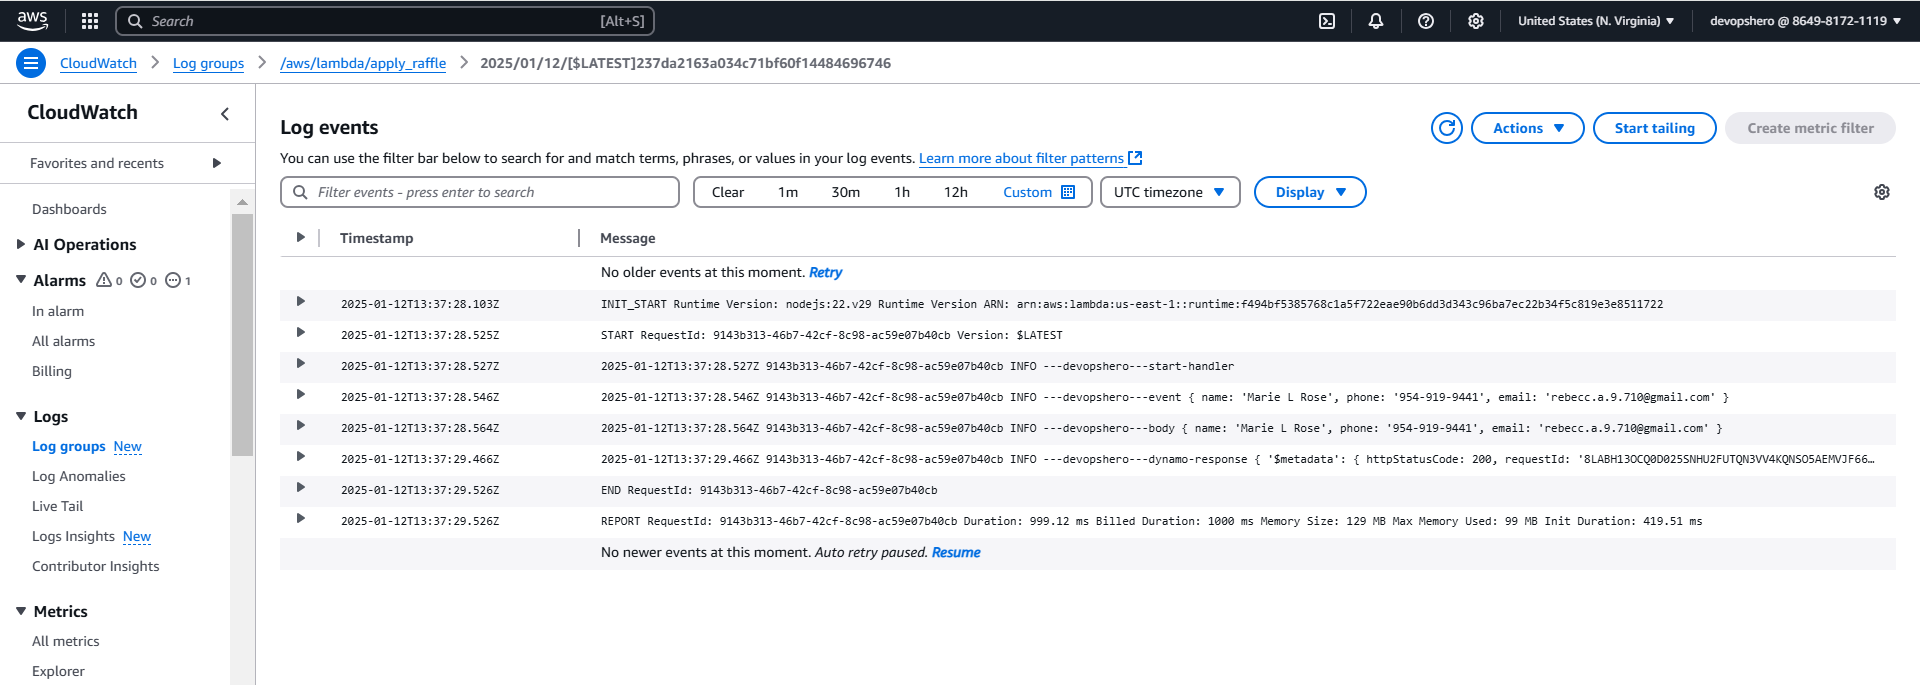 aws Search [Alt+S] United States (N. Virginia) devopshero @ 8649-8172-1119
CloudWatch Log groups /aws/lambda/apply_raffle 2025/01/12/[$LATEST]237da2163a034c71bf60f14484696746
CloudWatch
Favorites and recents
Dashboards
AI Operations
Alarms 0 0 1
In alarm
All alarms
Billing
Logs
Log groups New
Log Anomalies
Live Tail
Logs Insights New
Contributor Insights
Metrics
All metrics
Explorer
Log events
Actions Start tailing Create metric filter
You can use the filter bar below to search for and match terms, phrases, or values in your log events. Learn more about filter patterns
Filter events - press enter to search Clear 1m 30m 1h 12h Custom UTC timezone Display
Timestamp Message
No older events at this moment. Retry
2025-01-12T13:37:28.103Z INIT_START Runtime Version: nodejs:22.v29 Runtime Version ARN: arn:aws:lambda:us-east-1::runtime:f494bf5385768c1a5f722eae90b6dd3d343c96ba7ec22b34f5c819e3e8511722
2025-01-12T13:37:28.525Z START RequestId: 9143b313-46b7-42cf-8c98-ac59e07b40cb Version: $LATEST
2025-01-12T13:37:28.527Z 2025-01-12T13:37:28.527Z 9143b313-46b7-42cf-8c98-ac59e07b40cb INFO ---devopshero---start-handler
2025-01-12T13:37:28.546Z 2025-01-12T13:37:28.546Z 9143b313-46b7-42cf-8c98-ac59e07b40cb INFO ---devopshero---event { name: 'Marie L Rose', phone: '954-919-9441', email: 'rebecc.a.9.710@gmail.com' }
2025-01-12T13:37:28.564Z 2025-01-12T13:37:28.564Z 9143b313-46b7-42cf-8c98-ac59e07b40cb INFO ---devopshero---body { name: 'Marie L Rose', phone: '954-919-9441', email: 'rebecc.a.9.710@gmail.com' }
2025-01-12T13:37:29.466Z 2025-01-12T13:37:29.466Z 9143b313-46b7-42cf-8c98-ac59e07b40cb INFO ---devopshero---dynamo-response { '$metadata': { httpStatusCode: 200, requestId: '8LABH13OCQ0D025SNHU2FUTQN3VV4KQNSO5AEMVJF66…
2025-01-12T13:37:29.526Z END RequestId: 9143b313-46b7-42cf-8c98-ac59e07b40cb
2025-01-12T13:37:29.526Z REPORT RequestId: 9143b313-46b7-42cf-8c98-ac59e07b40cb Duration: 999.12 ms Billed Duration: 1000 ms Memory Size: 129 MB Max Memory Used: 99 MB Init Duration: 419.51 ms
No newer events at this moment. Auto retry paused. Resume